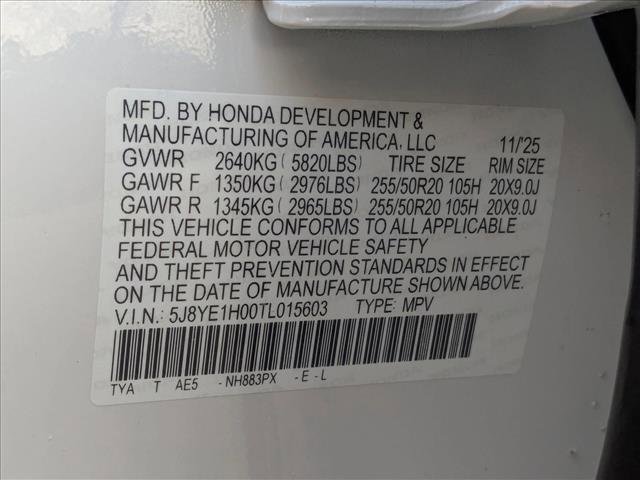 MFD. BY HONDA DEVELOPMENT &
MANUFACTURING OF AMERICA, LLC 11/'25
GVWR 2640KG ( 5820LBS) TIRE SIZE RIM SIZE
GAWR F 1350KG ( 2976LBS) 255/50R20 105H 20X9.0J
GAWR R 1345KG ( 2965LBS) 255/50R20 105H 20X9.0J
THIS VEHICLE CONFORMS TO ALL APPLICABLE
FEDERAL MOTOR VEHICLE SAFETY
AND THEFT PREVENTION STANDARDS IN EFFECT
ON THE DATE OF MANUFACTURE SHOWN ABOVE.
V.I.N.: 5J8YE1H00TL015603 TYPE: MPV
TYA T AE5 - NH883PX - E - L